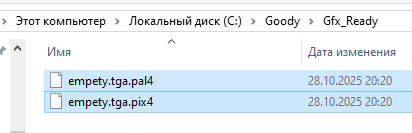 Этот компьютер > Локальный диск (C:) > Goody > Gfx_Ready
Имя Дата изменения
empety.tga.pal4 28.10.2025 20:20
empety.tga.pix4 28.10.2025 20:20